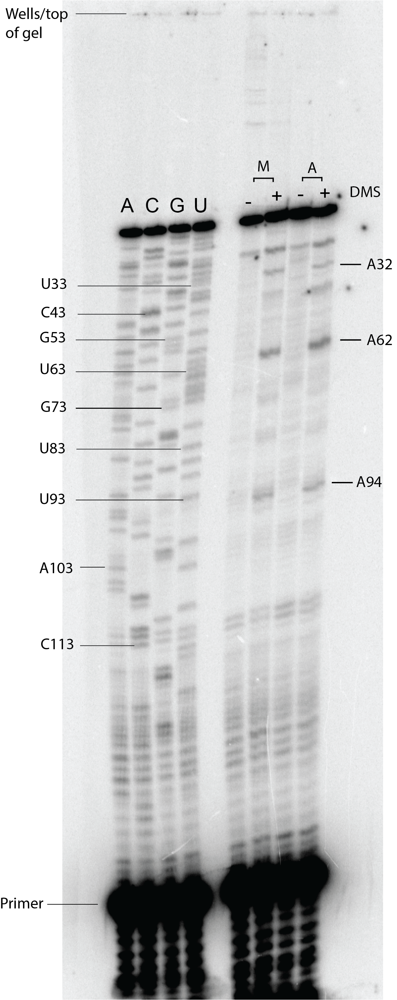 Wells/top
of gel
M
A
- + - + DMS
A C G U
A32
U33
C43
G53
A62
U63
G73
U83
A94
U93
A103
C113
Primer